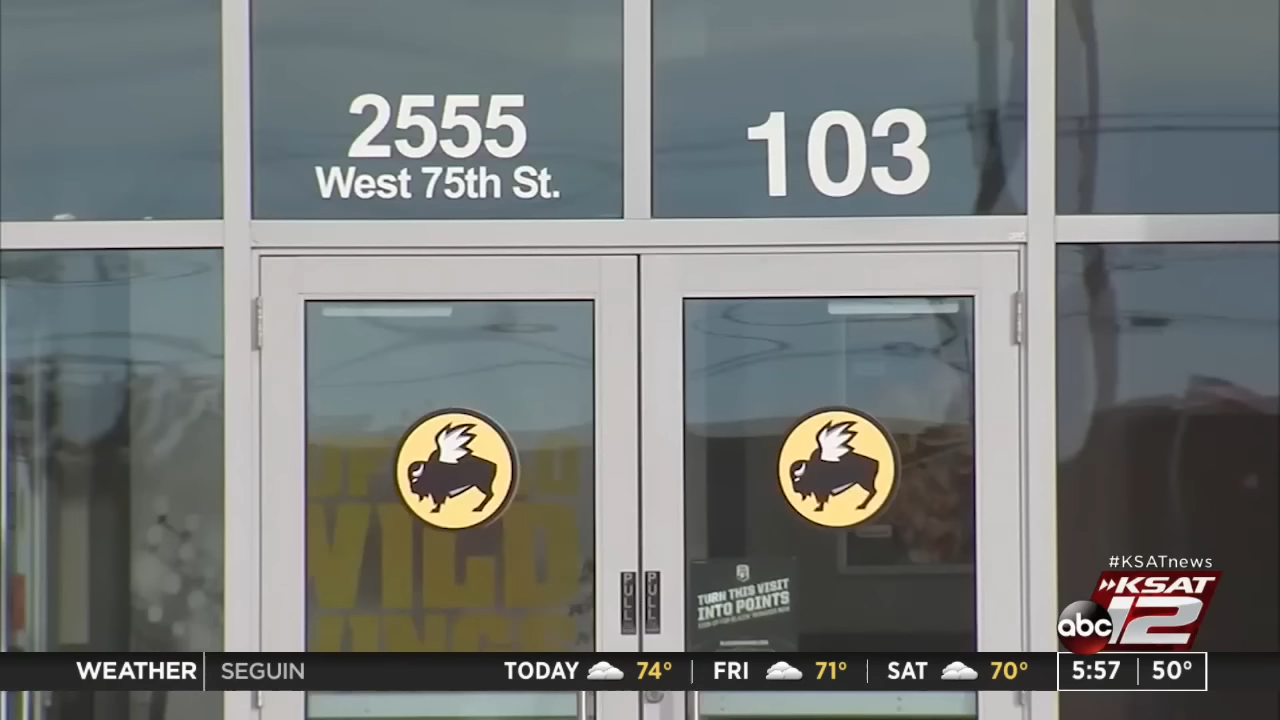 2555
West 75th St.
103
WILD
PULL
PULL
TURN THIS VISIT
INTO POINTS
#KSATnews
KSAT
abc 12
WEATHER SEGUIN TODAY 74° FRI 71° SAT 70° 5:57 50°